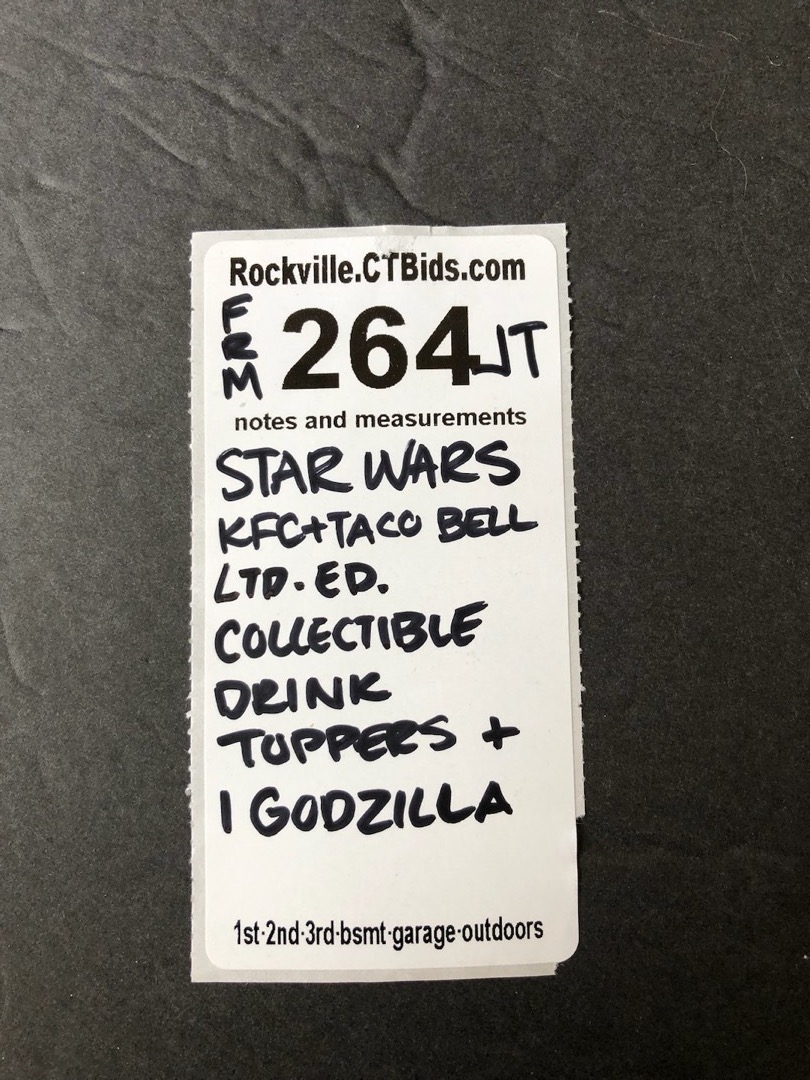 Rockville.CTBids.com
FRM 264 JT
notes and measurements
STAR WARS
KFC+TACO BELL
LTD. ED.
COLLECTIBLE
DRINK
TOPPERS +
1 GODZILLA
1st·2nd·3rd·bsmt·garage·outdoors